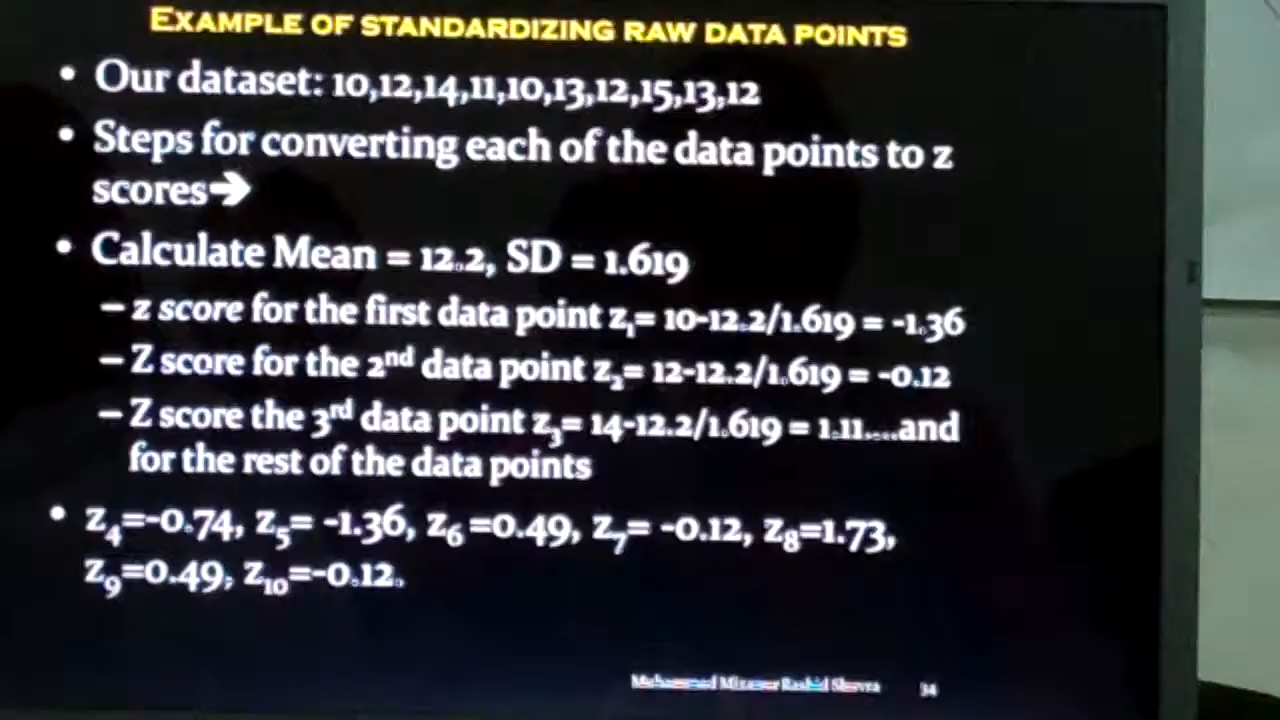 EXAMPLE OF STANDARDIZING RAW DATA POINTS
• Our dataset: 10,12,14,11,10,13,12,15,13,12
• Steps for converting each of the data points to z
scores➔
• Calculate Mean = 12.2, SD = 1.619
– z score for the first data point z₁= 10-12.2/1.619 = -1.36
– Z score for the 2nd data point z₂= 12-12.2/1.619 = -0.12
– Z score the 3rd data point z₃= 14-12.2/1.619 = 1.11....and
for the rest of the data points
• z₄=-0.74, z₅= -1.36, z₆=0.49, z₇= -0.12, z₈=1.73,
z₉=0.49, z₁₀=-0.12.
34